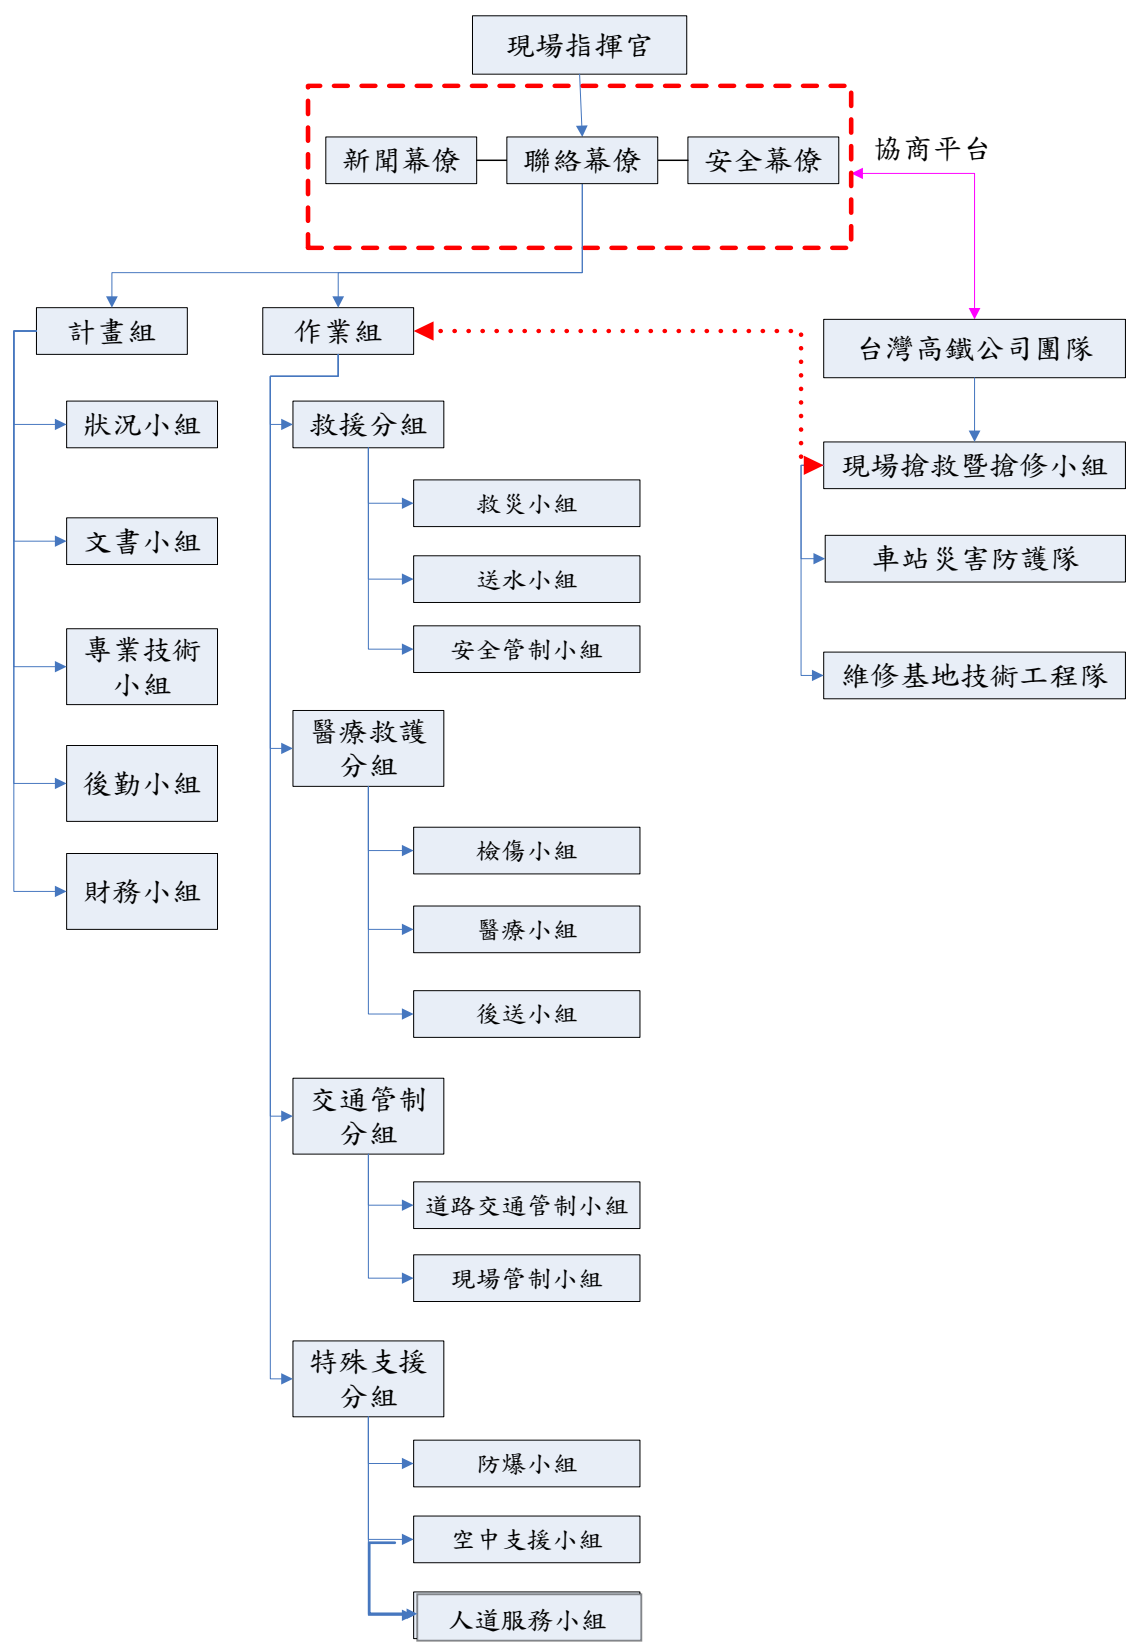 現場指揮官
新聞幕僚
聯絡幕僚
安全幕僚
協商平台
計畫組
作業組
台灣高鐵公司團隊
狀況小組
文書小組
專業技術
小組
後勤小組
財務小組
救援分組
救災小組
送水小組
安全管制小組
醫療救護
分組
檢傷小組
醫療小組
後送小組
交通管制
分組
道路交通管制小組
現場管制小組
特殊支援
分組
防爆小組
空中支援小組
人道服務小組
現場搶救暨搶修小組
車站災害防護隊
維修基地技術工程隊